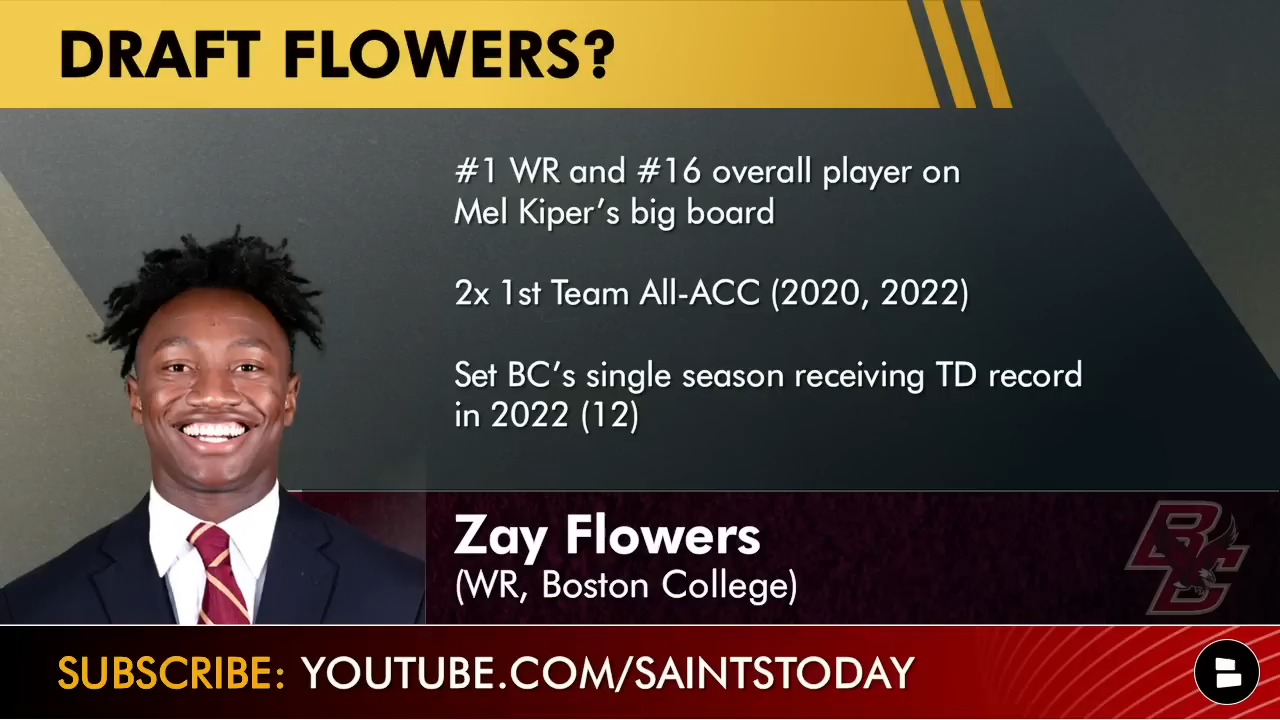 DRAFT FLOWERS?
#1 WR and #16 overall player on
Mel Kiper's big board
2x 1st Team All-ACC (2020, 2022)
Set BC's single season receiving TD record
in 2022 (12)
Zay Flowers
(WR, Boston College)
BC
SUBSCRIBE: YOUTUBE.COM/SAINTSTODAY